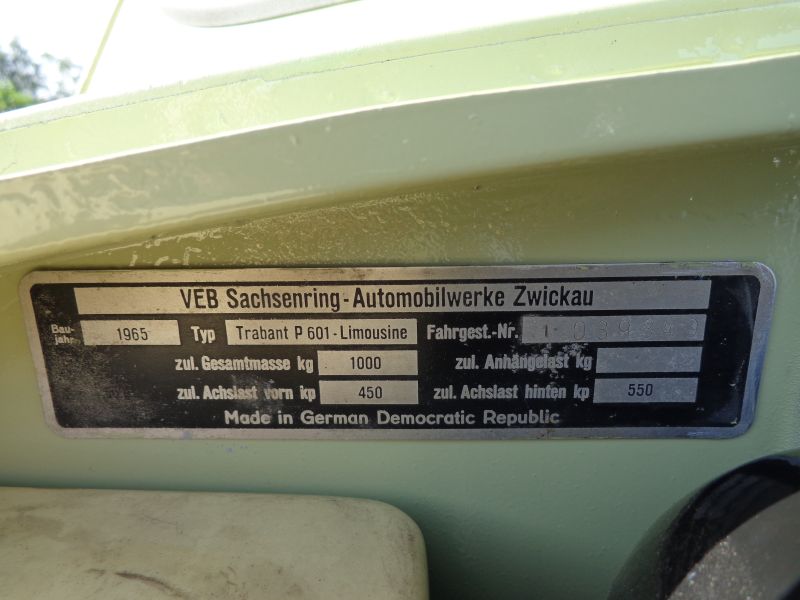 VEB Sachsenring-Automobilwerke Zwickau
Bau-
jahr 1965 Typ Trabant P 601-Limousine Fahrgest.-Nr.
zul. Gesamtmasse kg 1000 zul. Anhängelast kg
zul. Achslast vorn kp 450 zul. Achslast hinten kp 550
Made in German Democratic Republic